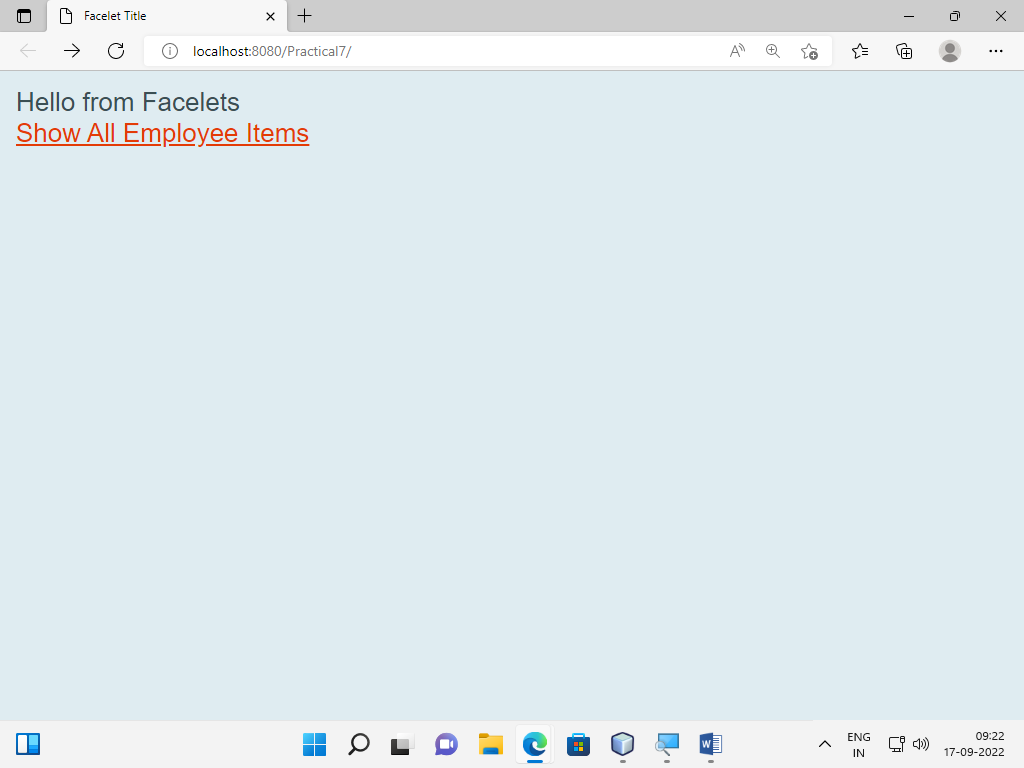 Facelet Title
localhost:8080/Practical7/
Hello from Facelets
Show All Employee Items
ENG
IN
09:22
17-09-2022